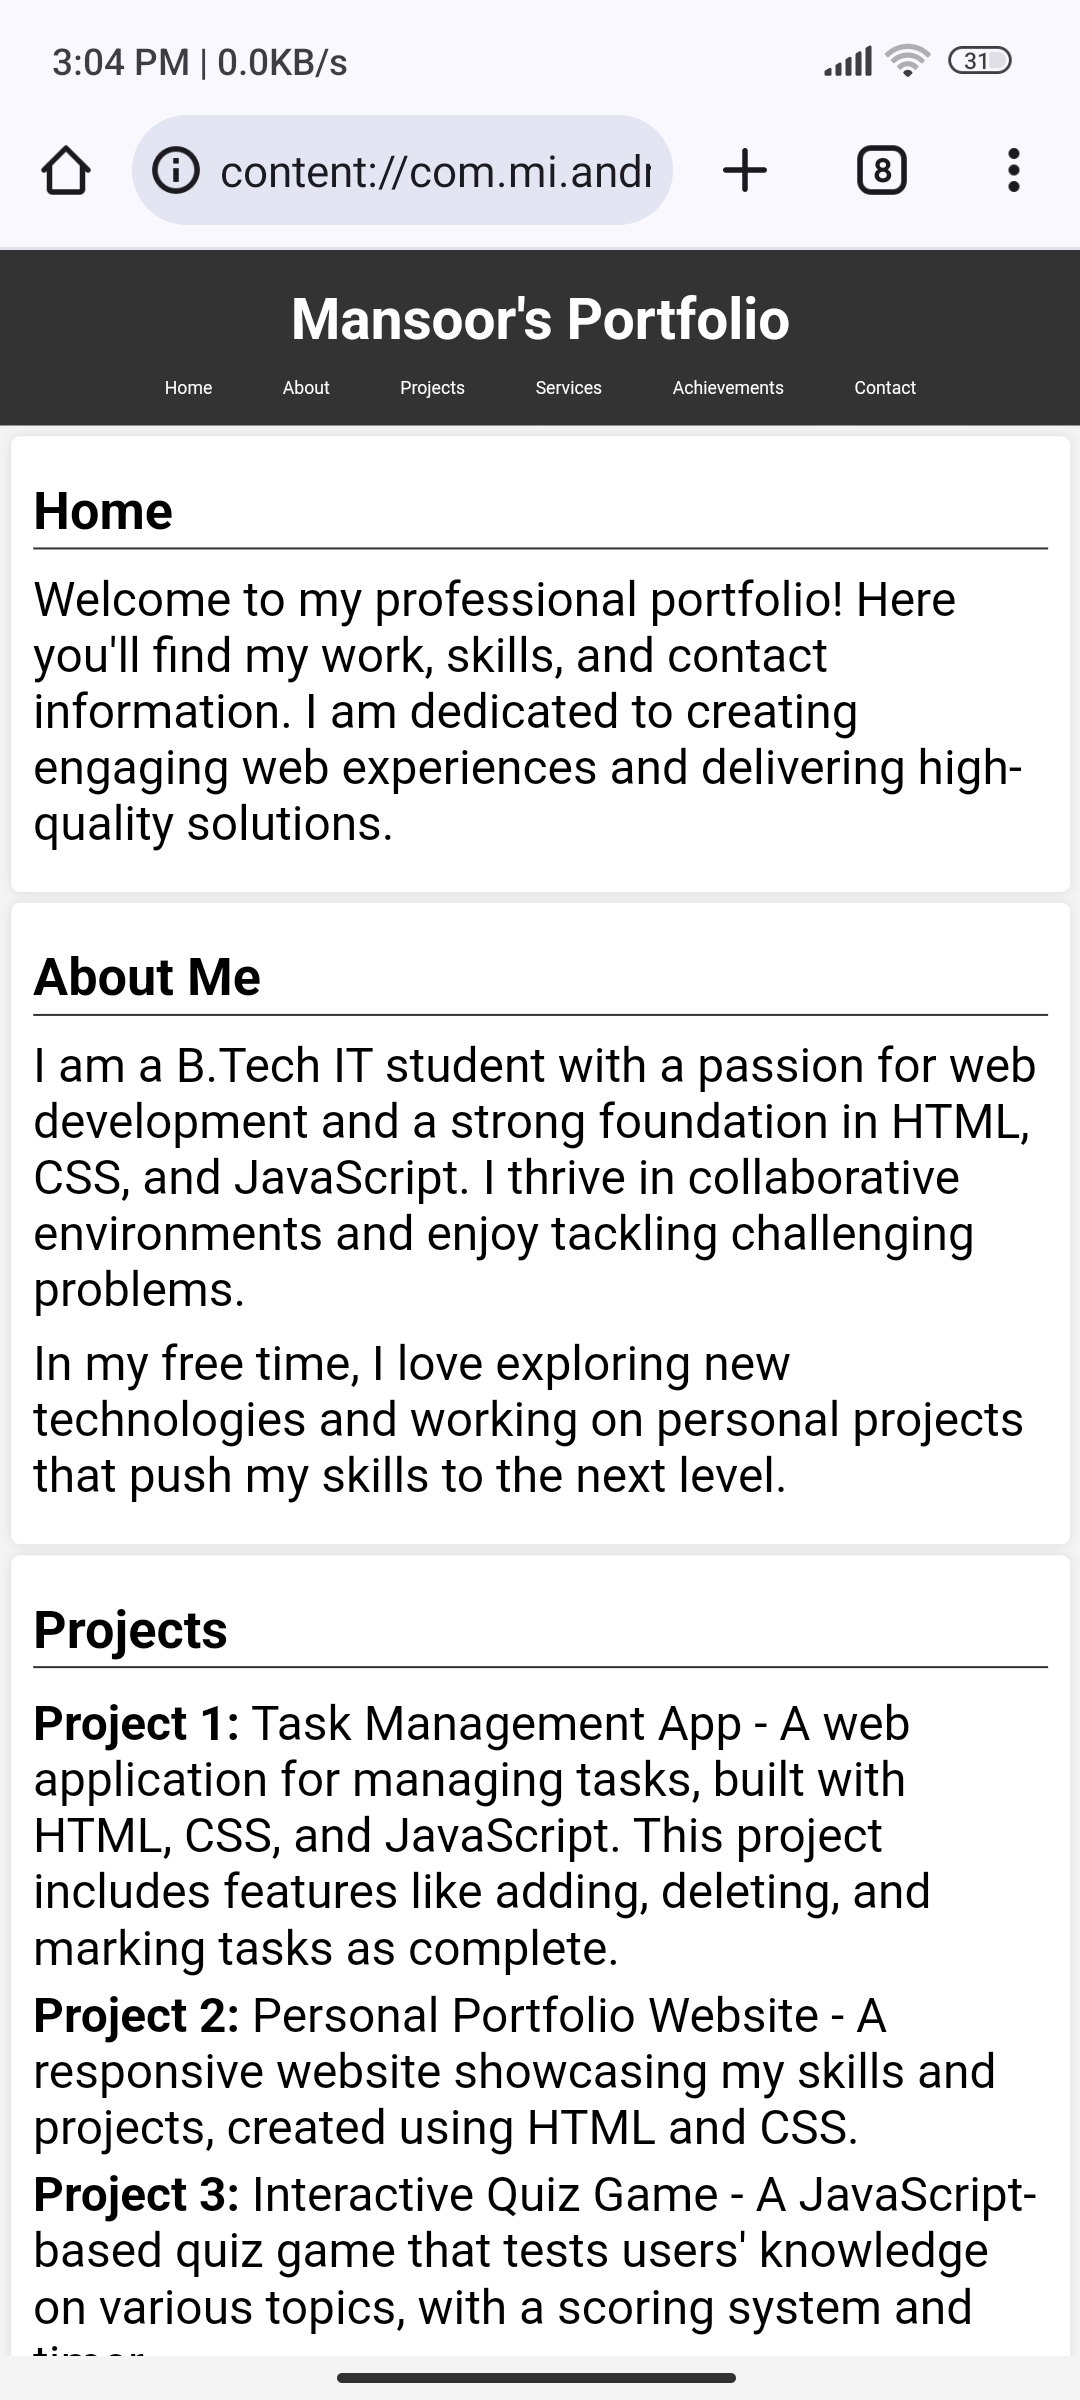 3:04 PM | 0.0KB/s
31
content://com.mi.andr
8
Mansoor's Portfolio
Home About Projects Services Achievements Contact
Home
Welcome to my professional portfolio! Here
you'll find my work, skills, and contact
information. I am dedicated to creating
engaging web experiences and delivering high-
quality solutions.
About Me
I am a B.Tech IT student with a passion for web
development and a strong foundation in HTML,
CSS, and JavaScript. I thrive in collaborative
environments and enjoy tackling challenging
problems.
In my free time, I love exploring new
technologies and working on personal projects
that push my skills to the next level.
Projects
Project 1: Task Management App - A web
application for managing tasks, built with
HTML, CSS, and JavaScript. This project
includes features like adding, deleting, and
marking tasks as complete.
Project 2: Personal Portfolio Website - A
responsive website showcasing my skills and
projects, created using HTML and CSS.
Project 3: Interactive Quiz Game - A JavaScript-
based quiz game that tests users' knowledge
on various topics, with a scoring system and